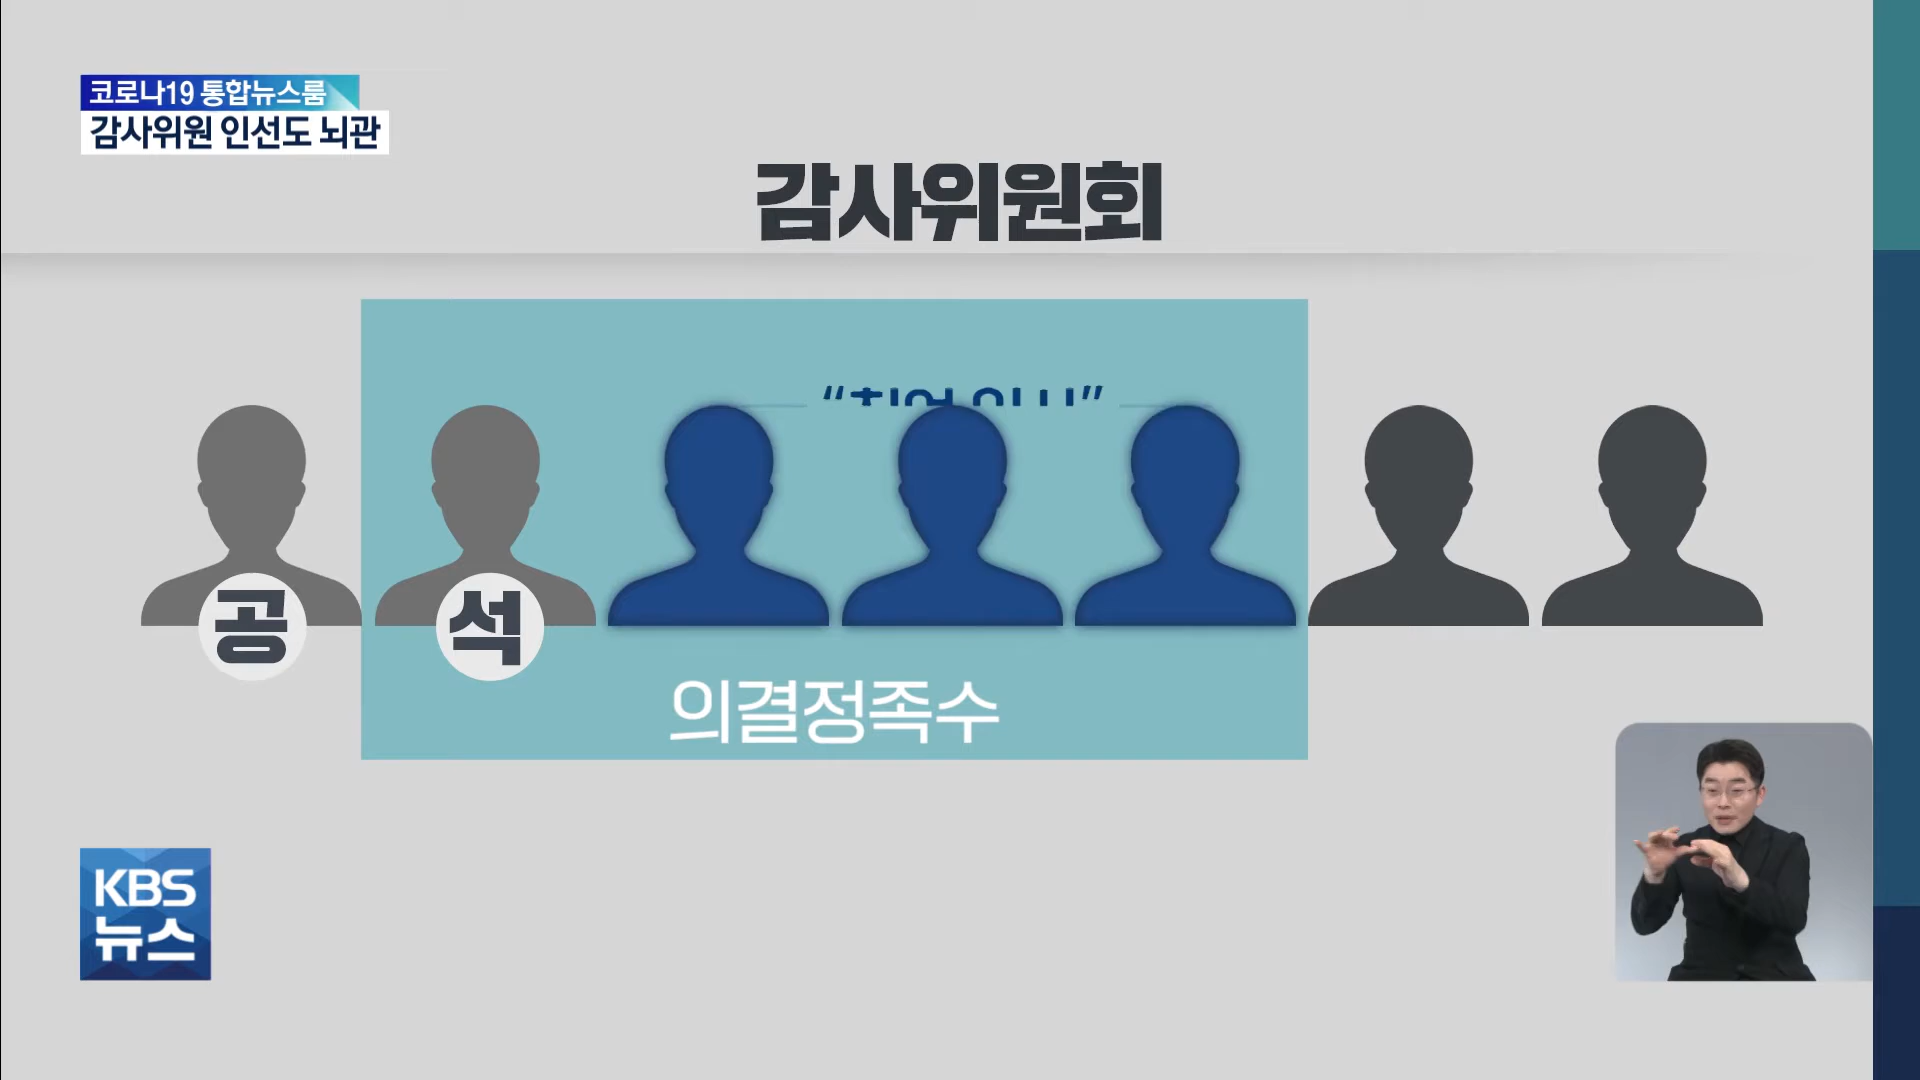 코로나19 통합뉴스룸
감사위원 인선도 뇌관
감사위원회
공
석
의결정족수
KBS
뉴스